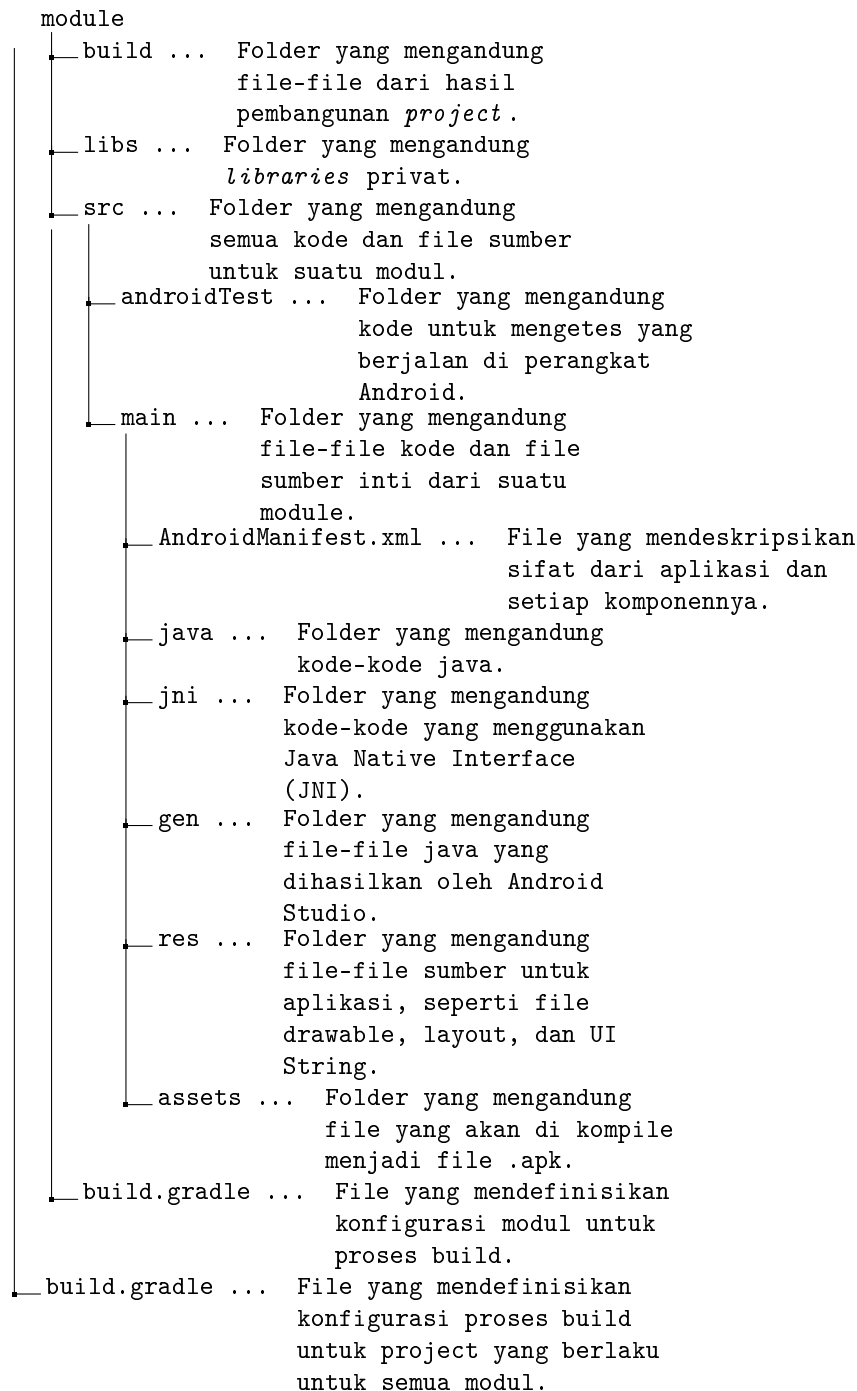 module
build ... Folder yang mengandung
file-file dari hasil
pembangunan project.
libs ... Folder yang mengandung
libraries privat.
src ... Folder yang mengandung
semua kode dan file sumber
untuk suatu modul.
androidTest ... Folder yang mengandung
kode untuk mengetes yang
berjalan di perangkat
Android.
main ... Folder yang mengandung
file-file kode dan file
sumber inti dari suatu
module.
AndroidManifest.xml ... File yang mendeskripsikan
sifat dari aplikasi dan
setiap komponennya.
java ... Folder yang mengandung
kode-kode java.
jni ... Folder yang mengandung
kode-kode yang menggunakan
Java Native Interface
(JNI).
gen ... Folder yang mengandung
file-file java yang
dihasilkan oleh Android
Studio.
res ... Folder yang mengandung
file-file sumber untuk
aplikasi, seperti file
drawable, layout, dan UI
String.
assets ... Folder yang mengandung
file yang akan di kompile
menjadi file .apk.
build.gradle ... File yang mendefinisikan
konfigurasi modul untuk
proses build.
build.gradle ... File yang mendefinisikan
konfigurasi proses build
untuk project yang berlaku
untuk semua modul.